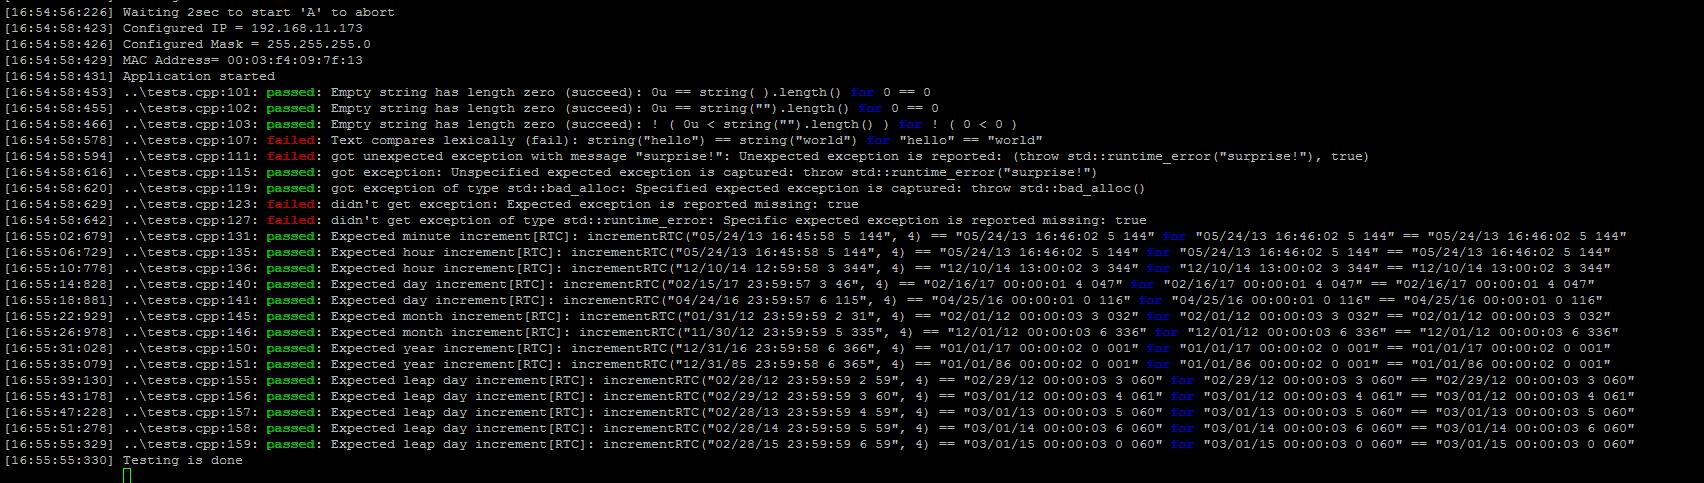 [16:54:56:226] Waiting 2sec to start 'A' to abort
[16:54:58:423] Configured IP = 192.168.11.173
[16:54:58:426] Configured Mask = 255.255.255.0
[16:54:58:429] MAC Address= 00:03:f4:09:7f:13
[16:54:58:431] Application started
[16:54:58:453] ..\tests.cpp:101: passed: Empty string has length zero (succeed): 0u == string( ).length() for 0 == 0
[16:54:58:455] ..\tests.cpp:102: passed: Empty string has length zero (succeed): 0u == string("").length() for 0 == 0
[16:54:58:466] ..\tests.cpp:103: passed: Empty string has length zero (succeed): ! ( 0u < string("").length() ) for ! ( 0 < 0 )
[16:54:58:578] ..\tests.cpp:107: failed: Text compares lexically (fail): string("hello") == string("world") for "hello" == "world"
[16:54:58:594] ..\tests.cpp:111: failed: got unexpected exception with message "surprise!": Unexpected exception is reported: (throw std::runtime_error("surprise!"), true)
[16:54:58:616] ..\tests.cpp:115: passed: got exception: Unspecified expected exception is captured: throw std::runtime_error("surprise!")
[16:54:58:620] ..\tests.cpp:119: passed: got exception of type std::bad_alloc: Specified expected exception is captured: throw std::bad_alloc()
[16:54:58:629] ..\tests.cpp:123: failed: didn't get exception: Expected exception is reported missing: true
[16:54:58:642] ..\tests.cpp:127: failed: didn't get exception of type std::runtime_error: Specific expected exception is reported missing: true
[16:55:02:679] ..\tests.cpp:131: passed: Expected minute increment[RTC]: incrementRTC("05/24/13 16:45:58 5 144", 4) == "05/24/13 16:46:02 5 144" for "05/24/13 16:46:02 5 144" == "05/24/13 16:46:02 5 144"
[16:55:06:729] ..\tests.cpp:135: passed: Expected hour increment[RTC]: incrementRTC("05/24/13 16:45:58 5 144", 4) == "05/24/13 16:46:02 5 144" for "05/24/13 16:46:02 5 144" == "05/24/13 16:46:02 5 144"
[16:55:10:778] ..\tests.cpp:136: passed: Expected hour increment[RTC]: incrementRTC("12/10/14 12:59:58 3 344", 4) == "12/10/14 13:00:02 3 344" for "12/10/14 13:00:02 3 344" == "12/10/14 13:00:02 3 344"
[16:55:14:828] ..\tests.cpp:140: passed: Expected day increment[RTC]: incrementRTC("02/15/17 23:59:57 3 46", 4) == "02/16/17 00:00:01 4 047" for "02/16/17 00:00:01 4 047" == "02/16/17 00:00:01 4 047"
[16:55:18:881] ..\tests.cpp:141: passed: Expected day increment[RTC]: incrementRTC("04/24/16 23:59:57 6 115", 4) == "04/25/16 00:00:01 0 116" for "04/25/16 00:00:01 0 116" == "04/25/16 00:00:01 0 116"
[16:55:22:929] ..\tests.cpp:145: passed: Expected month increment[RTC]: incrementRTC("01/31/12 23:59:59 2 31", 4) == "02/01/12 00:00:03 3 032" for "02/01/12 00:00:03 3 032" == "02/01/12 00:00:03 3 032"
[16:55:26:978] ..\tests.cpp:146: passed: Expected month increment[RTC]: incrementRTC("11/30/12 23:59:59 5 335", 4) == "12/01/12 00:00:03 6 336" for "12/01/12 00:00:03 6 336" == "12/01/12 00:00:03 6 336"
[16:55:31:028] ..\tests.cpp:150: passed: Expected year increment[RTC]: incrementRTC("12/31/16 23:59:58 6 366", 4) == "01/01/17 00:00:02 0 001" for "01/01/17 00:00:02 0 001" == "01/01/17 00:00:02 0 001"
[16:55:35:079] ..\tests.cpp:151: passed: Expected year increment[RTC]: incrementRTC("12/31/85 23:59:58 6 365", 4) == "01/01/86 00:00:02 0 001" for "01/01/86 00:00:02 0 001" == "01/01/86 00:00:02 0 001"
[16:55:39:130] ..\tests.cpp:155: passed: Expected leap day increment[RTC]: incrementRTC("02/28/12 23:59:59 2 59", 4) == "02/29/12 00:00:03 3 060" for "02/29/12 00:00:03 3 060" == "02/29/12 00:00:03 3 060"
[16:55:43:178] ..\tests.cpp:156: passed: Expected leap day increment[RTC]: incrementRTC("02/29/12 23:59:59 3 60", 4) == "03/01/12 00:00:03 4 061" for "03/01/12 00:00:03 4 061" == "03/01/12 00:00:03 4 061"
[16:55:47:228] ..\tests.cpp:157: passed: Expected leap day increment[RTC]: incrementRTC("02/28/13 23:59:59 4 59", 4) == "03/01/13 00:00:03 5 060" for "03/01/13 00:00:03 5 060" == "03/01/13 00:00:03 5 060"
[16:55:51:278] ..\tests.cpp:158: passed: Expected leap day increment[RTC]: incrementRTC("02/28/14 23:59:59 5 59", 4) == "03/01/14 00:00:03 6 060" for "03/01/14 00:00:03 6 060" == "03/01/14 00:00:03 6 060"
[16:55:55:329] ..\tests.cpp:159: passed: Expected leap day increment[RTC]: incrementRTC("02/28/15 23:59:59 6 59", 4) == "03/01/15 00:00:03 0 060" for "03/01/15 00:00:03 0 060" == "03/01/15 00:00:03 0 060"
[16:55:55:330] Testing is done